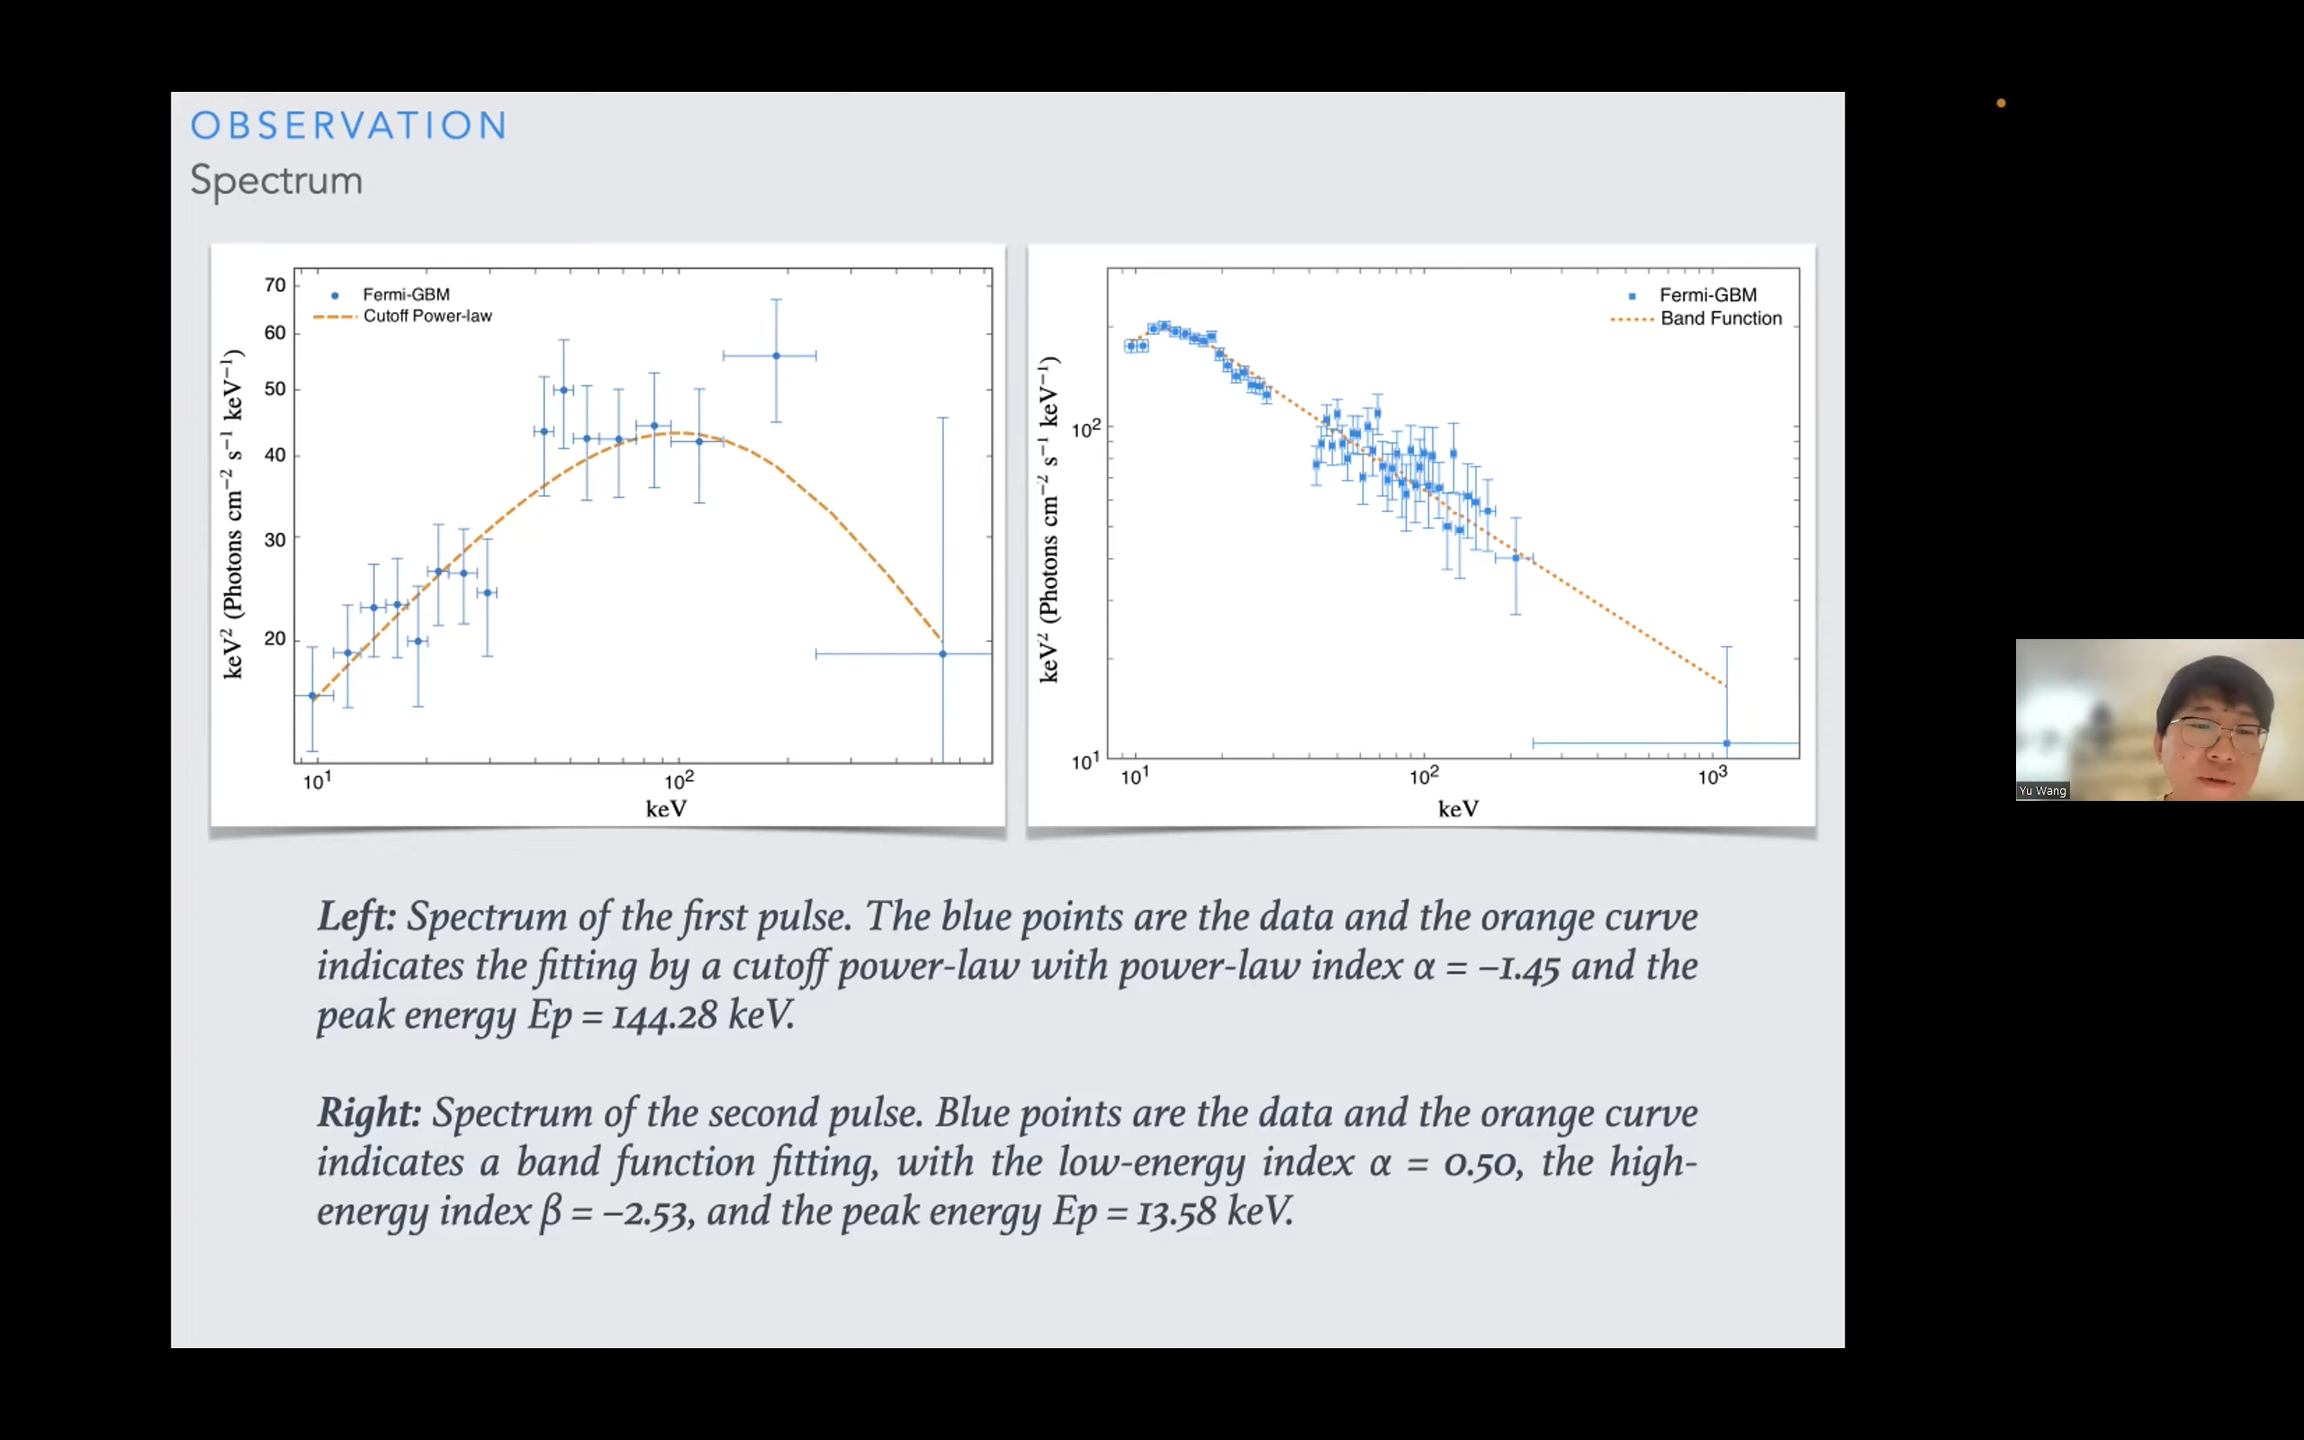 OBSERVATION
Spectrum
70
60
50
40
30
20
10¹
10²
keV
keV² (Photons cm⁻² s⁻¹ keV⁻¹)
Fermi-GBM
Cutoff Power-law
10²
10¹
10¹
10²
10³
keV
keV² (Photons cm⁻² s⁻¹ keV⁻¹)
Fermi-GBM
Band Function
Left: Spectrum of the first pulse. The blue points are the data and the orange curve
indicates the fitting by a cutoff power-law with power-law index α = −1.45 and the
peak energy Ep = 144.28 keV.
Right: Spectrum of the second pulse. Blue points are the data and the orange curve
indicates a band function fitting, with the low-energy index α = 0.50, the high-
energy index β = −2.53, and the peak energy Ep = 13.58 keV.
Yu Wang